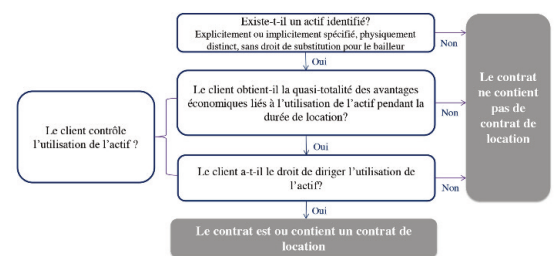 Existe-t-il un actif identifié?
Explicitement ou implicitement spécifié, physiquement
distinct, sans droit de substitution pour le bailleur
Non
Oui
Le client obtient-il la quasi-totalité des avantages
économiques liés à l'utilisation de l'actif pendant la
durée de location?
Non
Le contrat
ne contient
pas de
contrat de
location
Le client contrôle
l'utilisation de l'actif ?
Oui
Le client a-t-il le droit de diriger l'utilisation de
l'actif?
Non
Oui
Le contrat est ou contient un contrat de
location